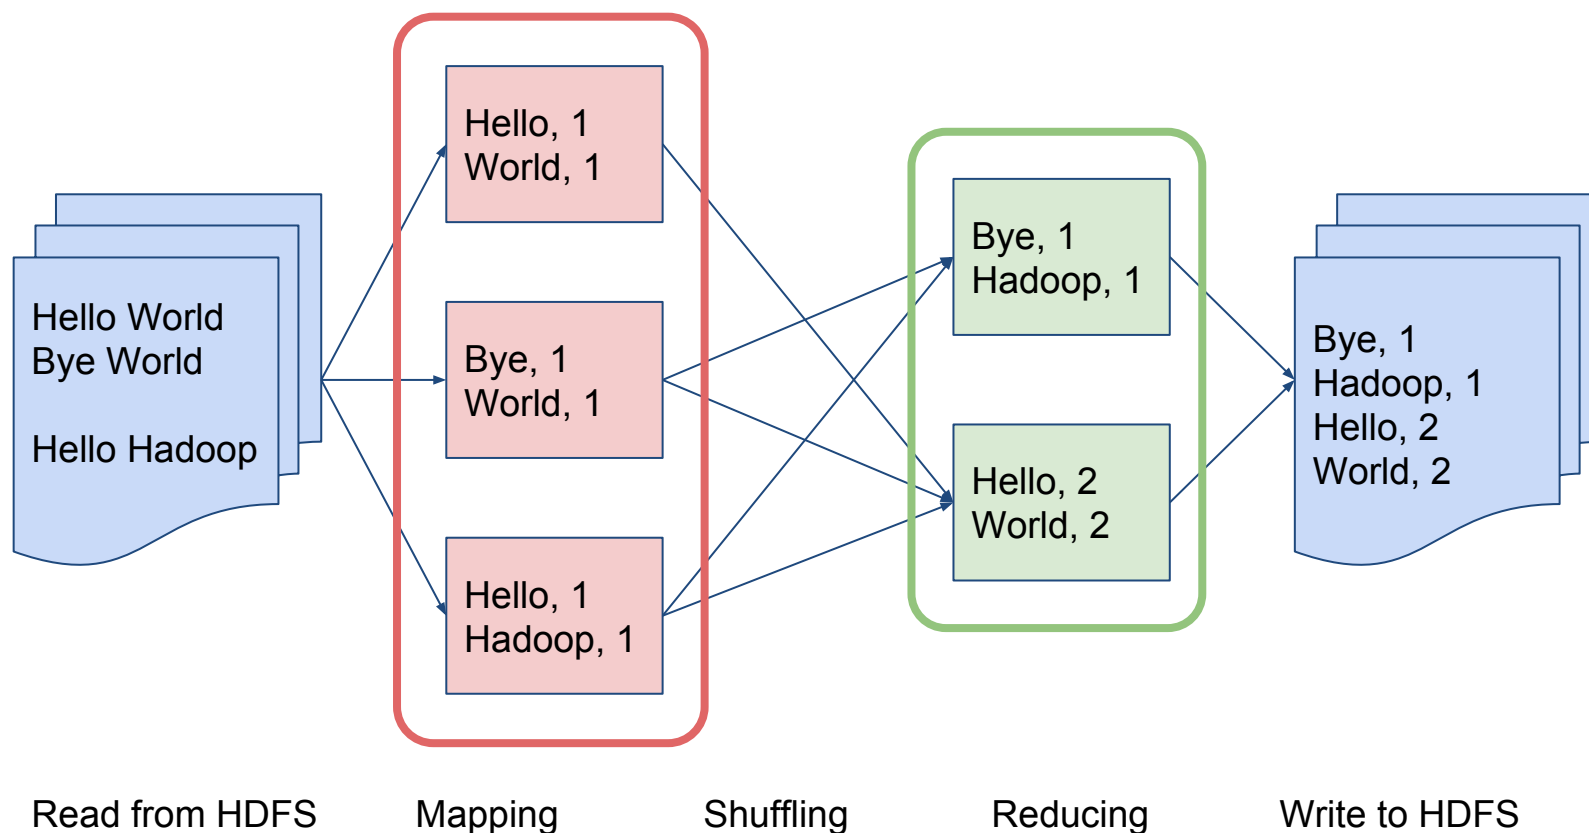 Hello World
Bye World
Hello Hadoop
Hello, 1
World, 1
Bye, 1
World, 1
Hello, 1
Hadoop, 1
Bye, 1
Hadoop, 1
Hello, 2
World, 2
Bye, 1
Hadoop, 1
Hello, 2
World, 2
Read from HDFS
Mapping
Shuffling
Reducing
Write to HDFS